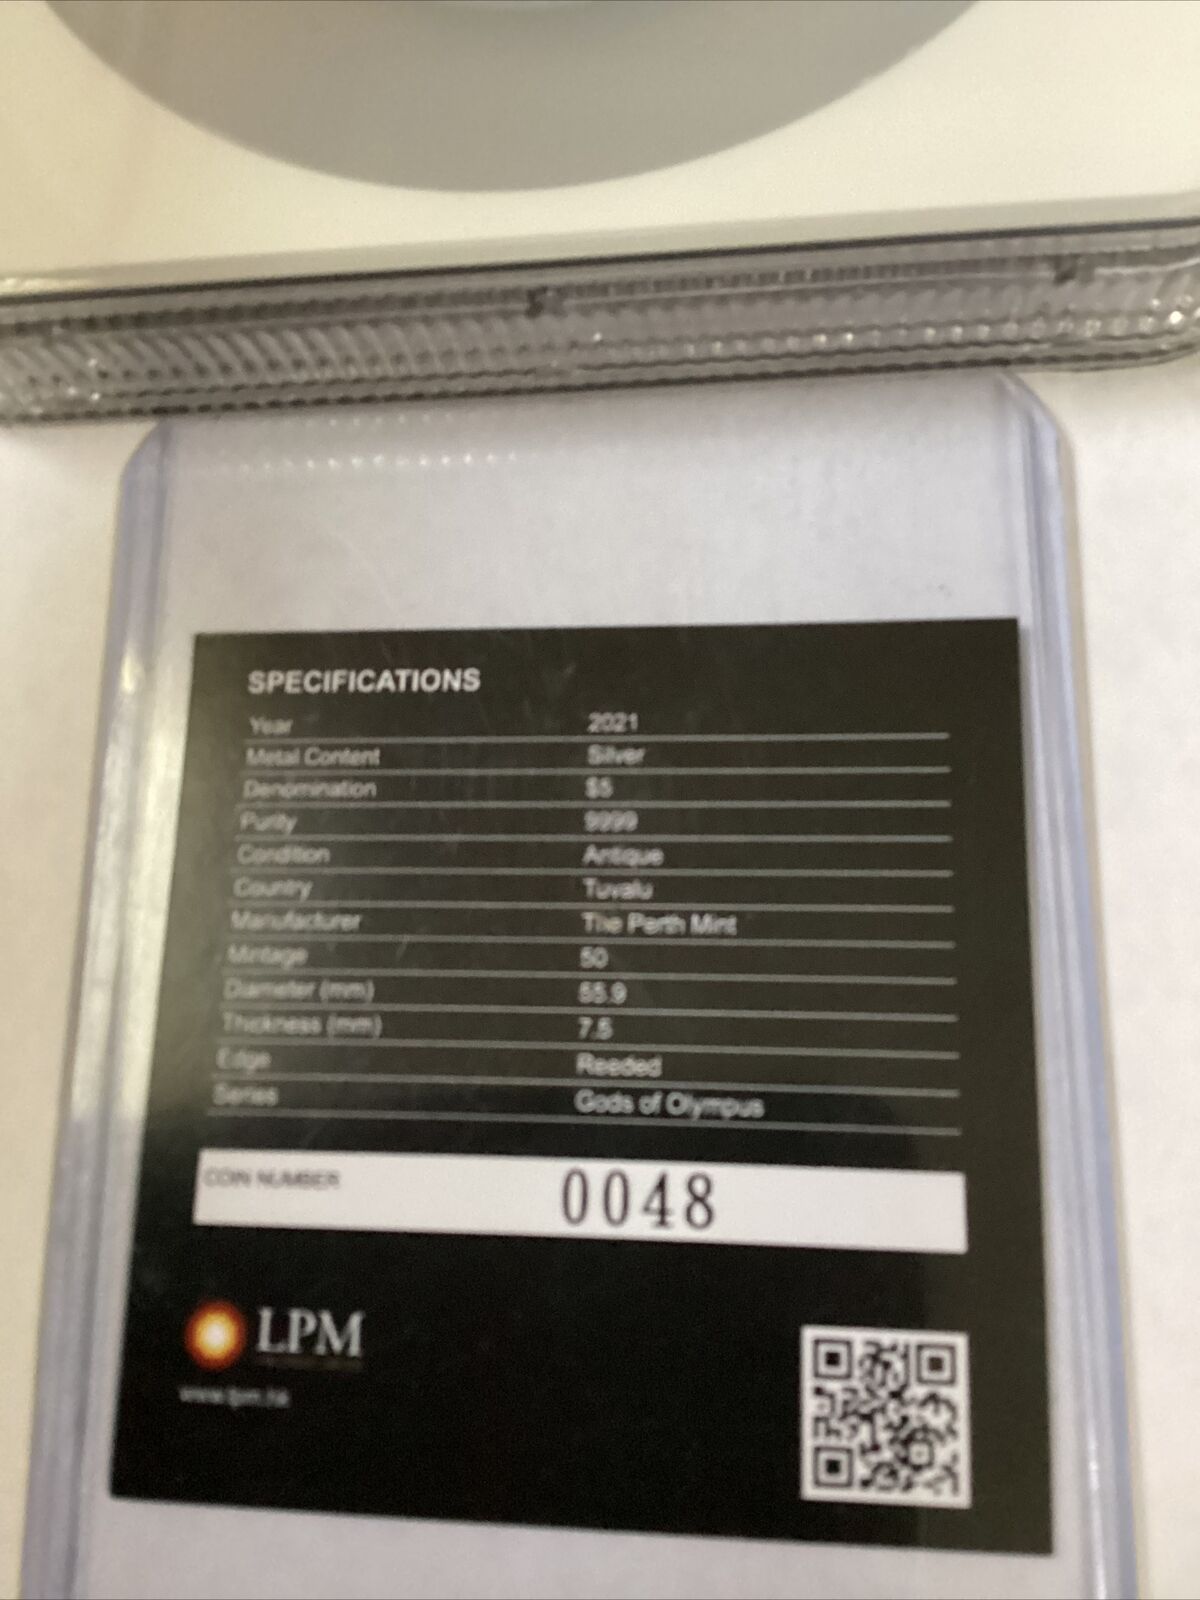 SPECIFICATIONS
Year 2021
Metal Content Silver
Denomination $5
Purity 9999
Condition Antique
Country Tuvalu
Manufacturer The Perth Mint
Mintage 50
Diameter (mm) 55.9
Thickness (mm) 7.5
Edge Reeded
Series Gods of Olympus
COIN NUMBER 0048
LPM
www.lpm.hk